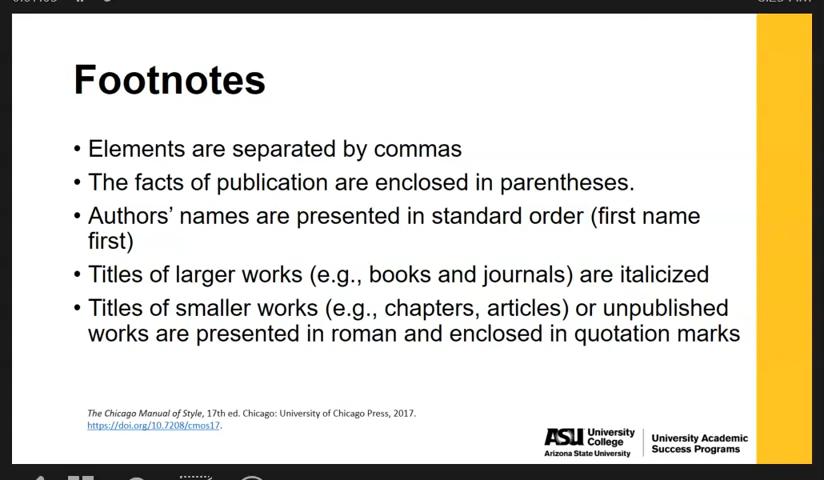 Footnotes
• Elements are separated by commas
• The facts of publication are enclosed in parentheses.
• Authors’ names are presented in standard order (first name
first)
• Titles of larger works (e.g., books and journals) are italicized
• Titles of smaller works (e.g., chapters, articles) or unpublished
works are presented in roman and enclosed in quotation marks
The Chicago Manual of Style, 17th ed. Chicago: University of Chicago Press, 2017.
https://doi.org/10.7208/cmos17.
ASU University College
Arizona State University
University Academic
Success Programs